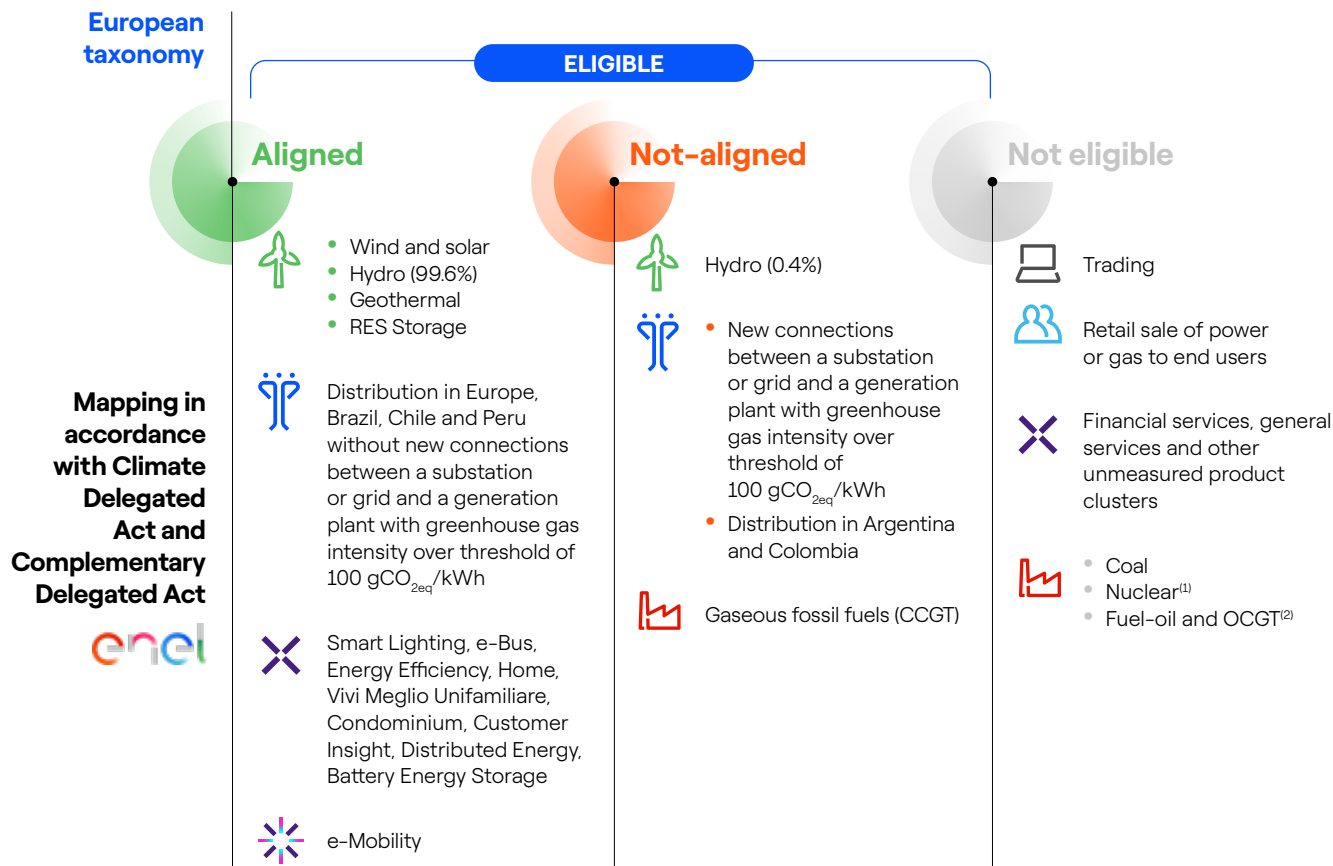 European
taxonomy
ELIGIBLE
Aligned
Not-aligned
Not eligible
Mapping in
accordance
with Climate
Delegated
Act and
Complementary
Delegated Act
enel
• Wind and solar
• Hydro (99.6%)
• Geothermal
• RES Storage
Distribution in Europe,
Brazil, Chile and Peru
without new connections
between a substation
or grid and a generation
plant with greenhouse gas
intensity over threshold of
100 gCO2eq/kWh
Smart Lighting, e-Bus,
Energy Efficiency, Home,
Vivi Meglio Unifamiliare,
Condominium, Customer
Insight, Distributed Energy,
Battery Energy Storage
e-Mobility
Hydro (0.4%)
• New connections
between a substation
or grid and a generation
plant with greenhouse
gas intensity over
threshold of
100 gCO2eq/kWh
• Distribution in Argentina
and Colombia
Gaseous fossil fuels (CCGT)
Trading
Retail sale of power
or gas to end users
Financial services, general
services and other
unmeasured product
clusters
• Coal
• Nuclear(1)
• Fuel-oil and OCGT(2)